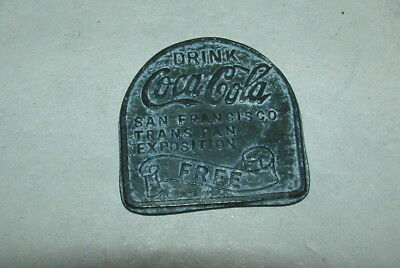 DRINK
Coca-Cola
SAN FRANCISCO
TRANS PAN
EXPOSITION
FREE